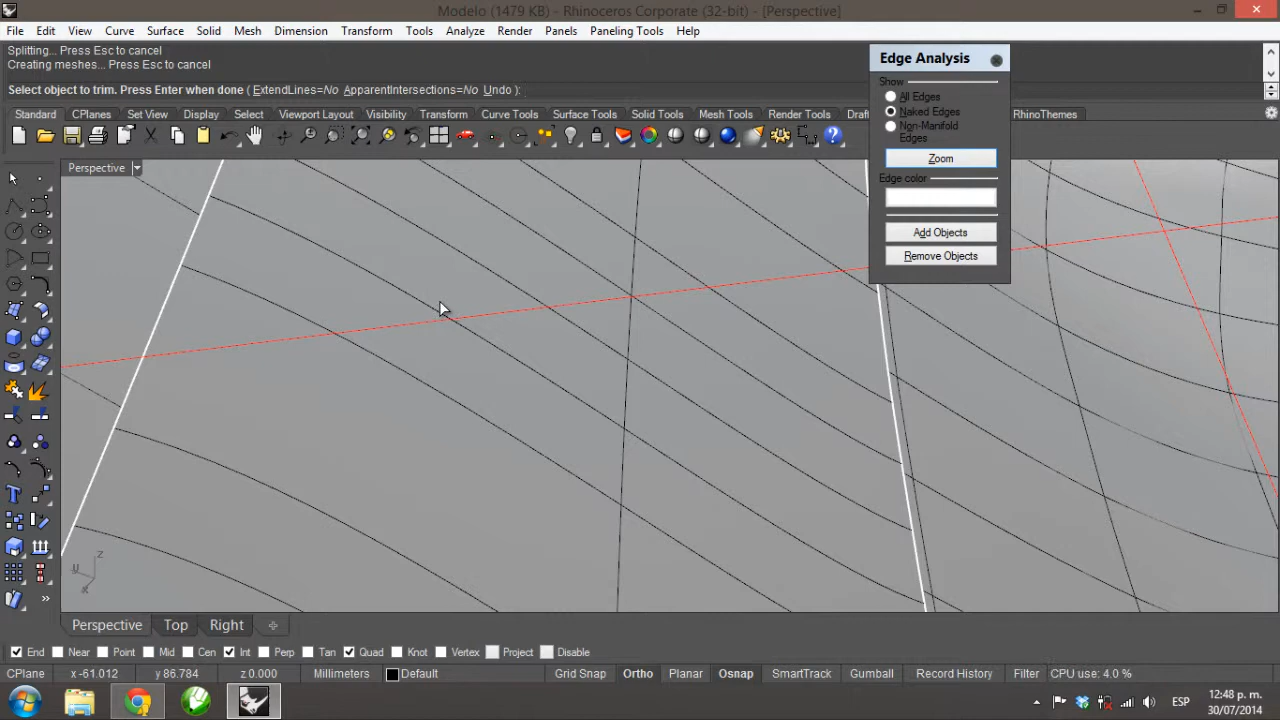 Modelo (1479 KB) - Rhinoceros Corporate (32-bit) - [Perspective]
File Edit View Curve Surface Solid Mesh Dimension Transform Tools Analyze Render Panels Paneling Tools Help
Splitting... Press Esc to cancel
Creating meshes... Press Esc to cancel
Select object to trim. Press Enter when done ( ExtendLines=No ApparentIntersections=No Undo ):
Standard CPlanes Set View Display Select Viewport Layout Visibility Transform Curve Tools Surface Tools Solid Tools Mesh Tools Render Tools Draft RhinoThemes
Perspective
Edge Analysis
Show
All Edges
Naked Edges
Non-Manifold
Edges
Zoom
Edge color
Add Objects
Remove Objects
z
y
x
Perspective Top Right
End Near Point Mid Cen Int Perp Tan Quad Knot Vertex Project Disable
CPlane x -61.012 y 86.784 z 0.000 Millimeters Default Grid Snap Ortho Planar Osnap SmartTrack Gumball Record History Filter CPU use: 4.0 %
ESP
12:48 p. m.
30/07/2014